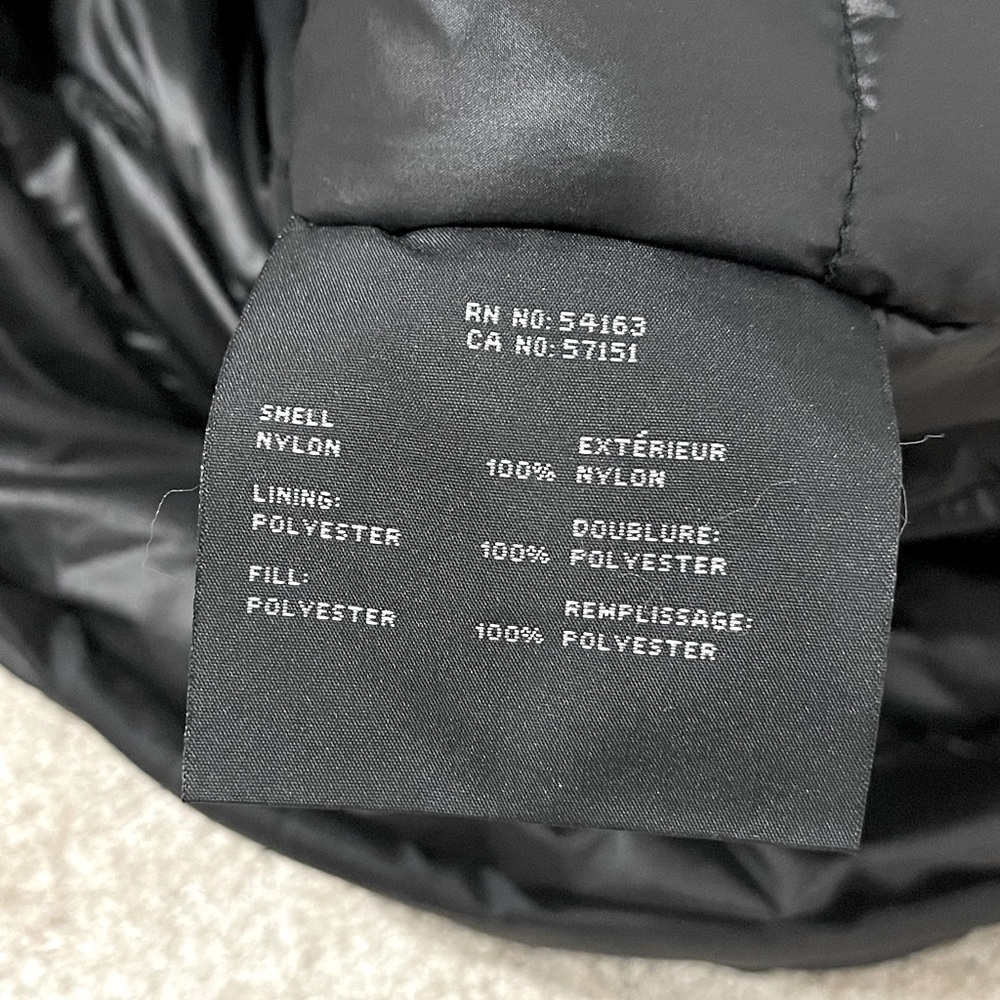 RN NO: 54163
CA NO: 57151
SHELL
NYLON 100%
LINING:
POLYESTER 100%
FILL:
POLYESTER 100%
EXTÉRIEUR
NYLON
DOUBLURE:
POLYESTER
REMPLISSAGE:
POLYESTER